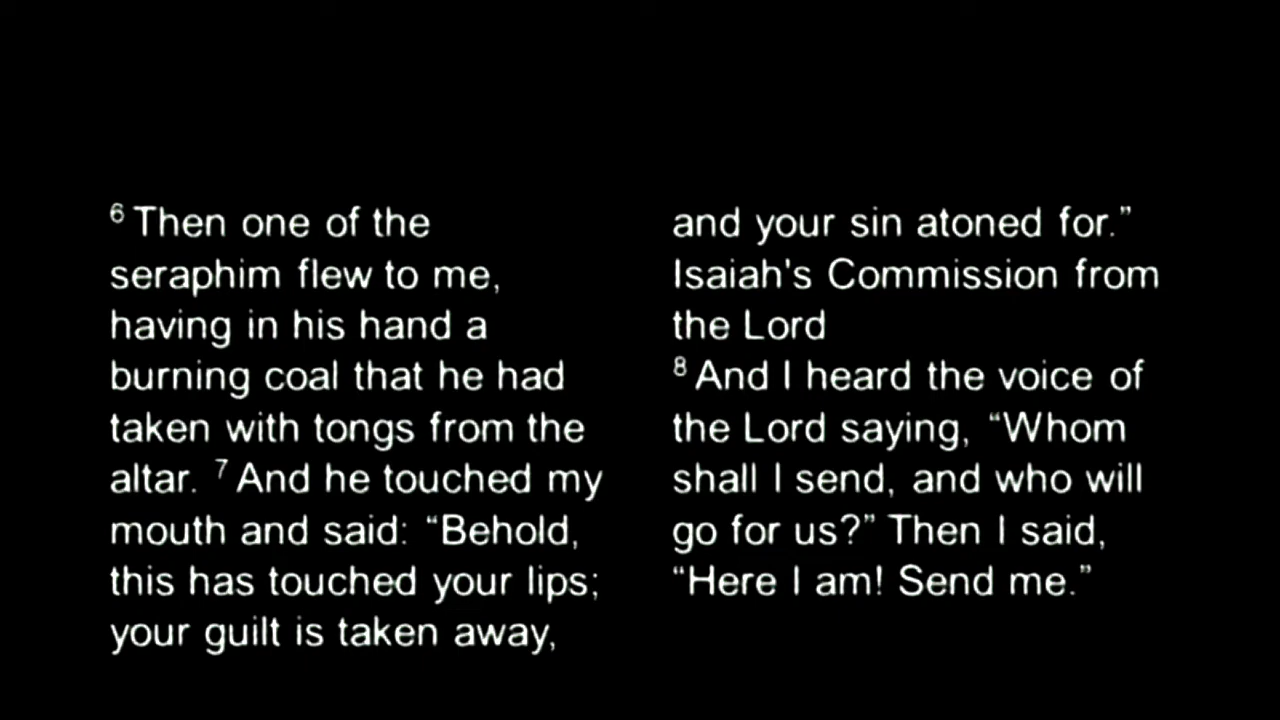 ⁶ Then one of the
seraphim flew to me,
having in his hand a
burning coal that he had
taken with tongs from the
altar. ⁷ And he touched my
mouth and said: “Behold,
this has touched your lips;
your guilt is taken away,
and your sin atoned for.”
Isaiah's Commission from
the Lord
⁸ And I heard the voice of
the Lord saying, “Whom
shall I send, and who will
go for us?” Then I said,
“Here I am! Send me.”